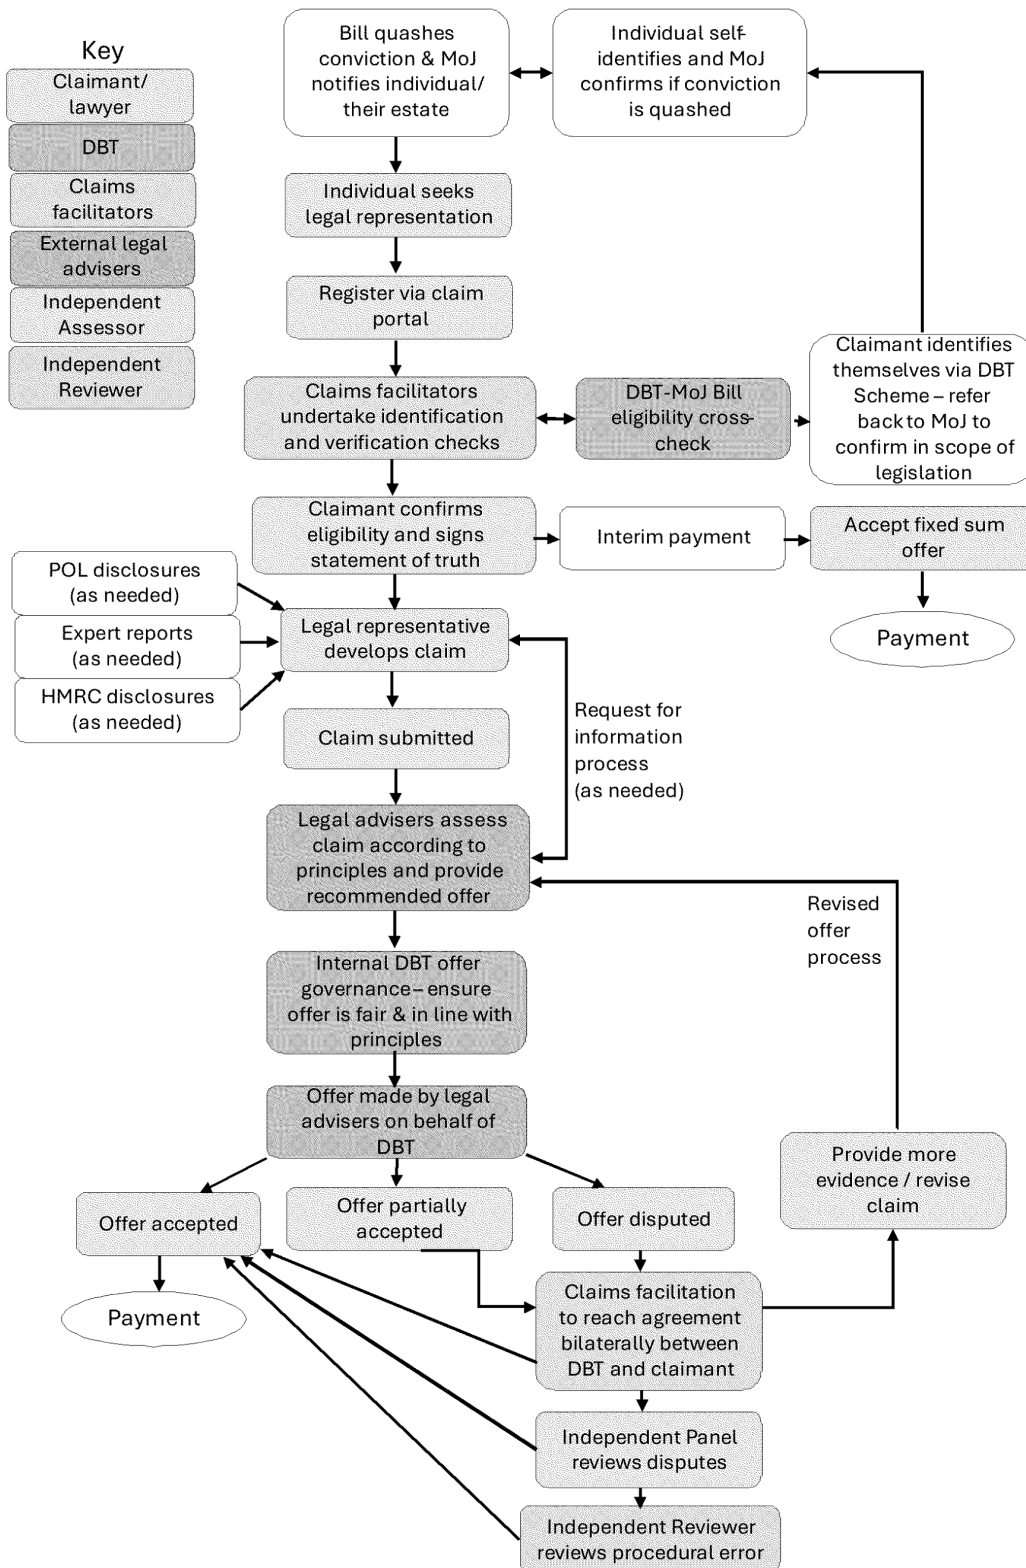 Key
Claimant/
lawyer
DBT
Claims
facilitators
External legal
advisers
Independent
Assessor
Independent
Reviewer
Bill quashes
conviction & MoJ
notifies individual/
their estate
Individual self-
identifies and MoJ
confirms if conviction
is quashed
Individual seeks
legal representation
Register via claim
portal
Claims facilitators
undertake identification
and verification checks
DBT-MoJ Bill
eligibility cross-
check
Claimant identifies
themselves via DBT
Scheme – refer
back to MoJ to
confirm in scope of
legislation
Claimant confirms
eligibility and signs
statement of truth
Interim payment
Accept fixed sum
offer
Payment
POL disclosures
(as needed)
Expert reports
(as needed)
HMRC disclosures
(as needed)
Legal representative
develops claim
Claim submitted
Request for
information
process
(as needed)
Legal advisers assess
claim according to
principles and provide
recommended offer
Revised
offer
process
Internal DBT offer
governance – ensure
offer is fair & in line with
principles
Offer made by legal
advisers on behalf of
DBT
Offer accepted
Offer partially
accepted
Offer disputed
Provide more
evidence / revise
claim
Payment
Claims facilitation
to reach agreement
bilaterally between
DBT and claimant
Independent Panel
reviews disputes
Independent Reviewer
reviews procedural error